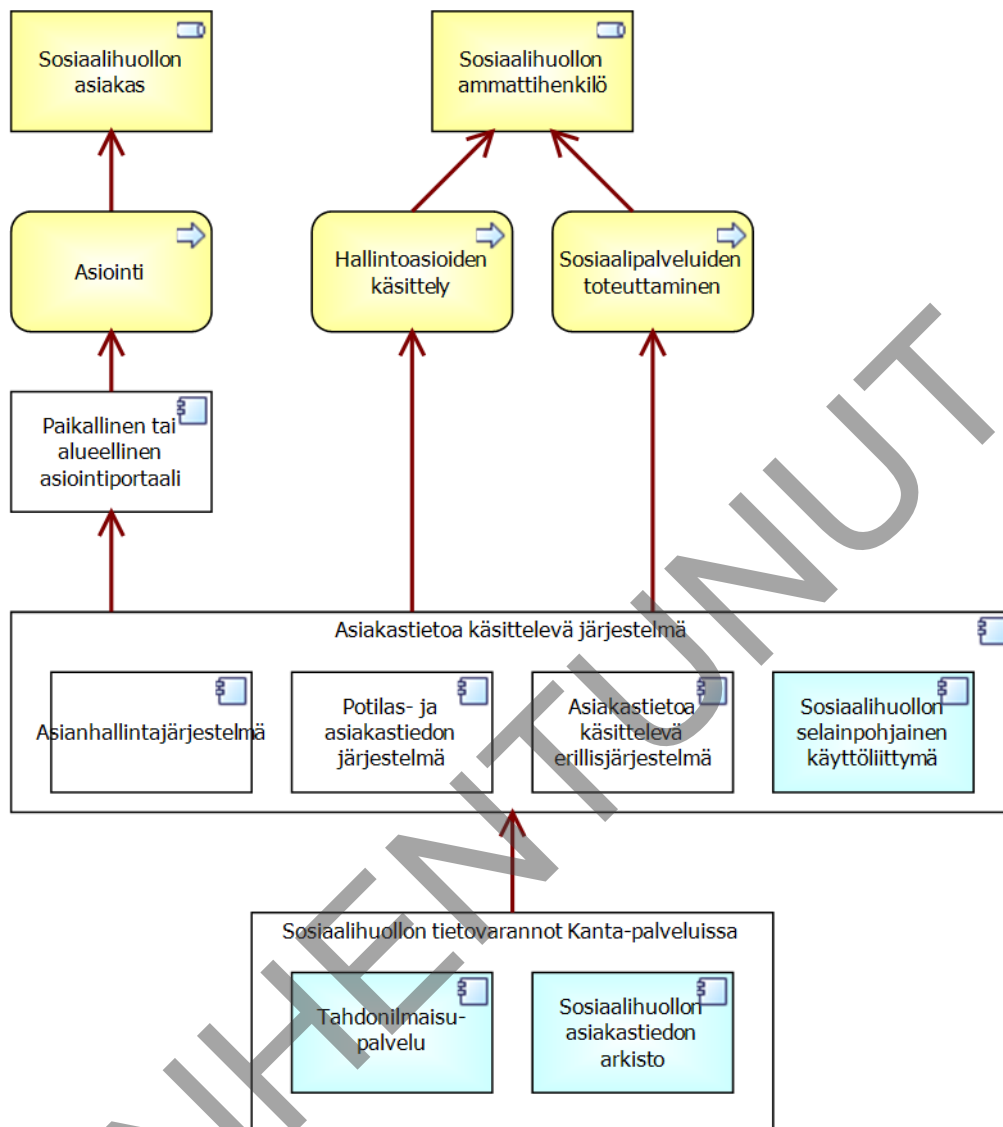 Sosiaalihuollon
asiakas
Sosiaalihuollon
ammattihenkilö
Asiointi
Hallintoasioiden
käsittely
Sosiaalipalveluiden
toteuttaminen
Paikallinen tai
alueellinen
asiointiportaali
Asiakastietoa käsittelevä järjestelmä
Asianhallintajärjestelmä
Potilas- ja
asiakastiedon
järjestelmä
Asiakastietoa
käsittelevä
erillisjärjestelmä
Sosiaalihuollon
selainpohjainen
käyttöliittymä
Sosiaalihuollon tietovarannot Kanta-palveluissa
Tahdonilmaisu-
palvelu
Sosiaalihuollon
asiakastiedon
arkisto